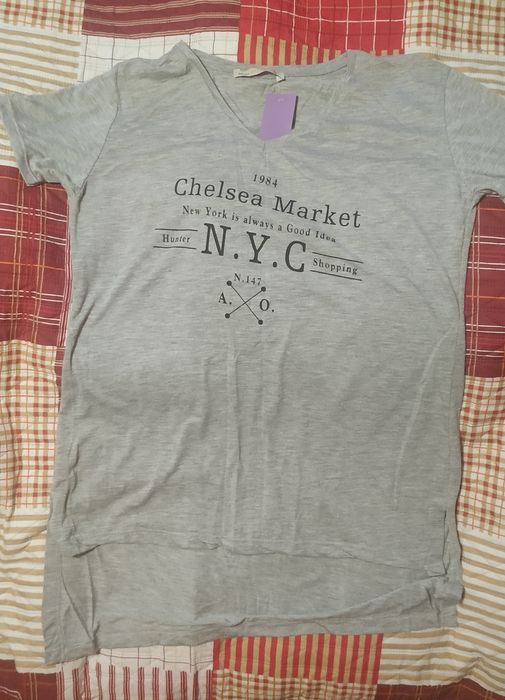 1984
Chelsea Market
New York is always a Good Idea
Hunter N.Y.C Shopping
N.147
A. O.